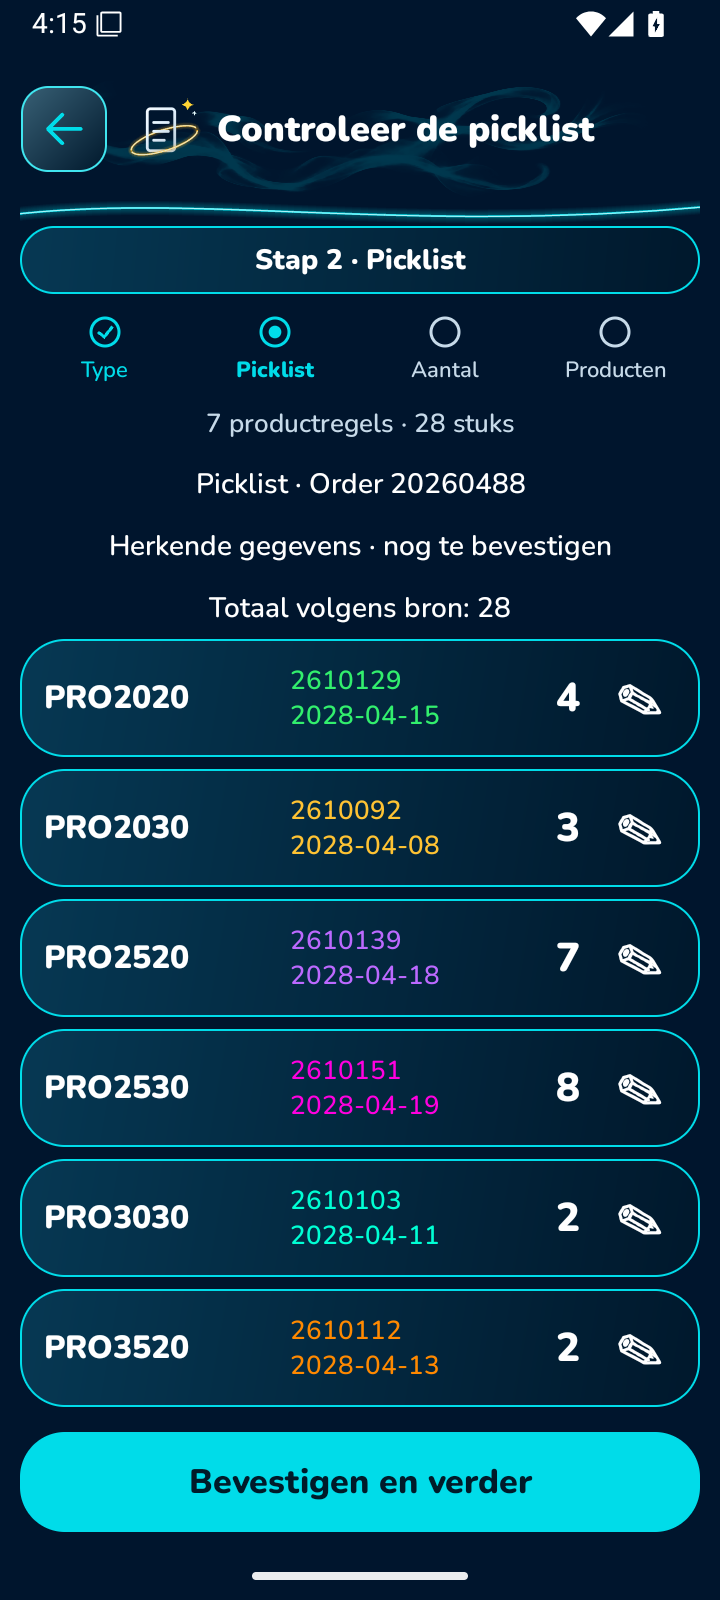 4:15
Controleer de picklist
Stap 2 · Picklist
Type
Picklist
Aantal
Producten
7 productregels · 28 stuks
Picklist · Order 20260488
Herkende gegevens · nog te bevestigen
Totaal volgens bron: 28
PRO2020
2610129
2028-04-15
4
PRO2030
2610092
2028-04-08
3
PRO2520
2610139
2028-04-18
7
PRO2530
2610151
2028-04-19
8
PRO3030
2610103
2028-04-11
2
PRO3520
2610112
2028-04-13
2
Bevestigen en verder